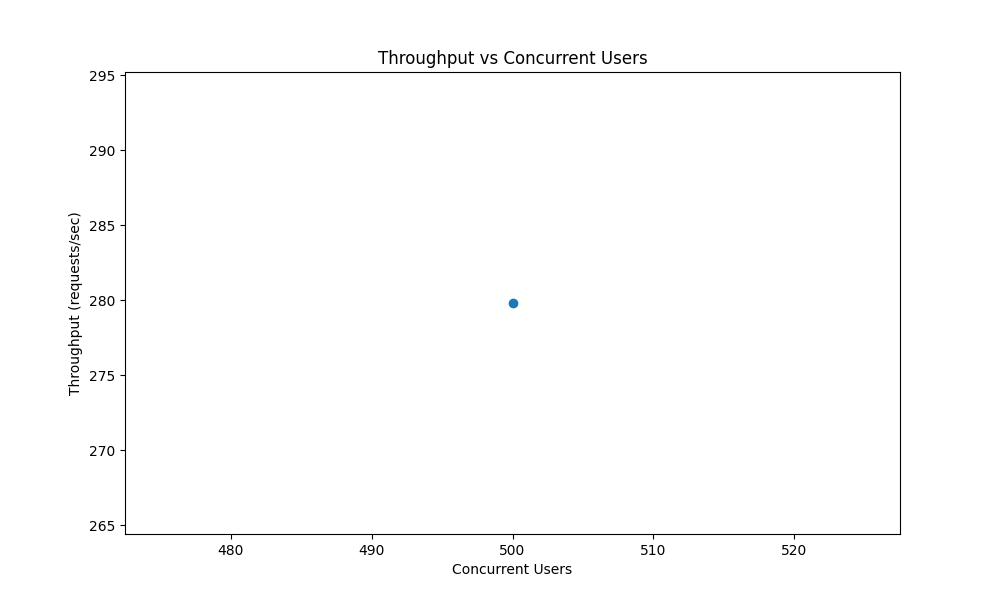 Throughput vs Concurrent Users
295
290
285
280
275
270
265
Throughput (requests/sec)
480 490 500 510 520
Concurrent Users